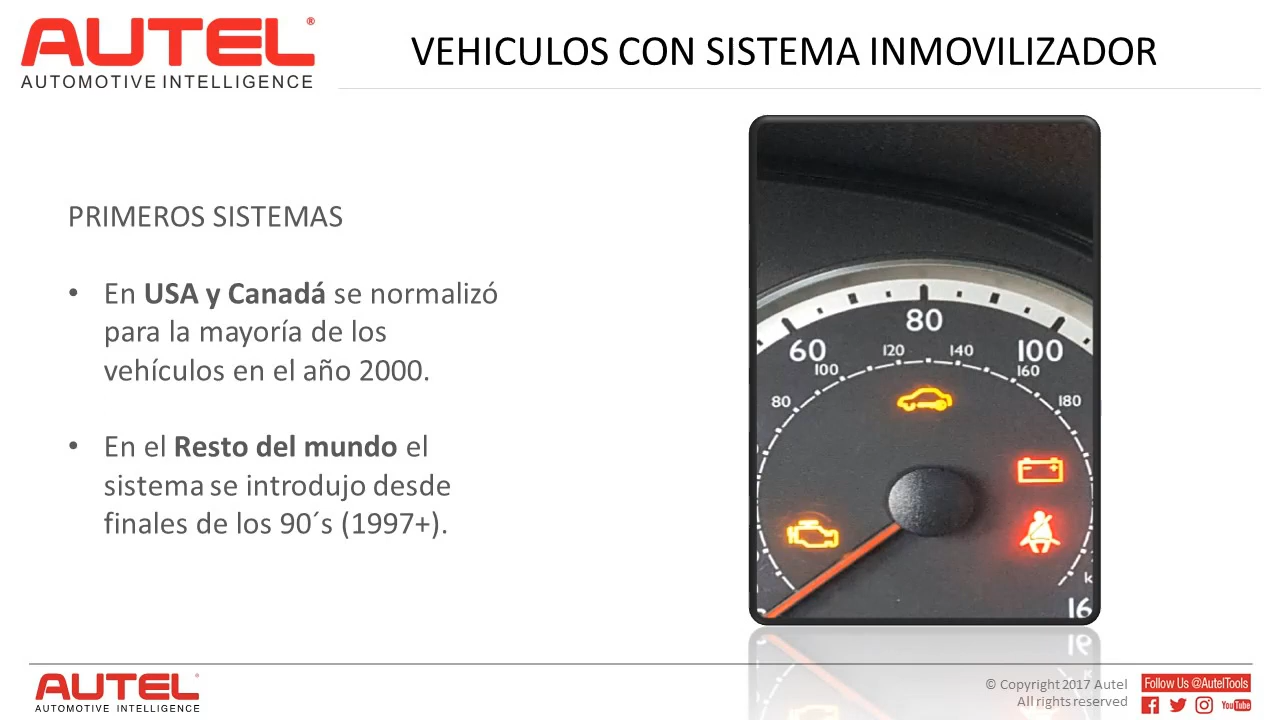 AUTEL®
AUTOMOTIVE INTELLIGENCE
VEHICULOS CON SISTEMA INMOVILIZADOR
PRIMEROS SISTEMAS
• En USA y Canadá se normalizó
para la mayoría de los
vehículos en el año 2000.
• En el Resto del mundo el
sistema se introdujo desde
finales de los 90´s (1997+).
60
80
100
80
100
120
140
160
180
k
16
AUTEL®
AUTOMOTIVE INTELLIGENCE
© Copyright 2017 Autel
All rights reserved
Follow Us @AutelTools
YouTube